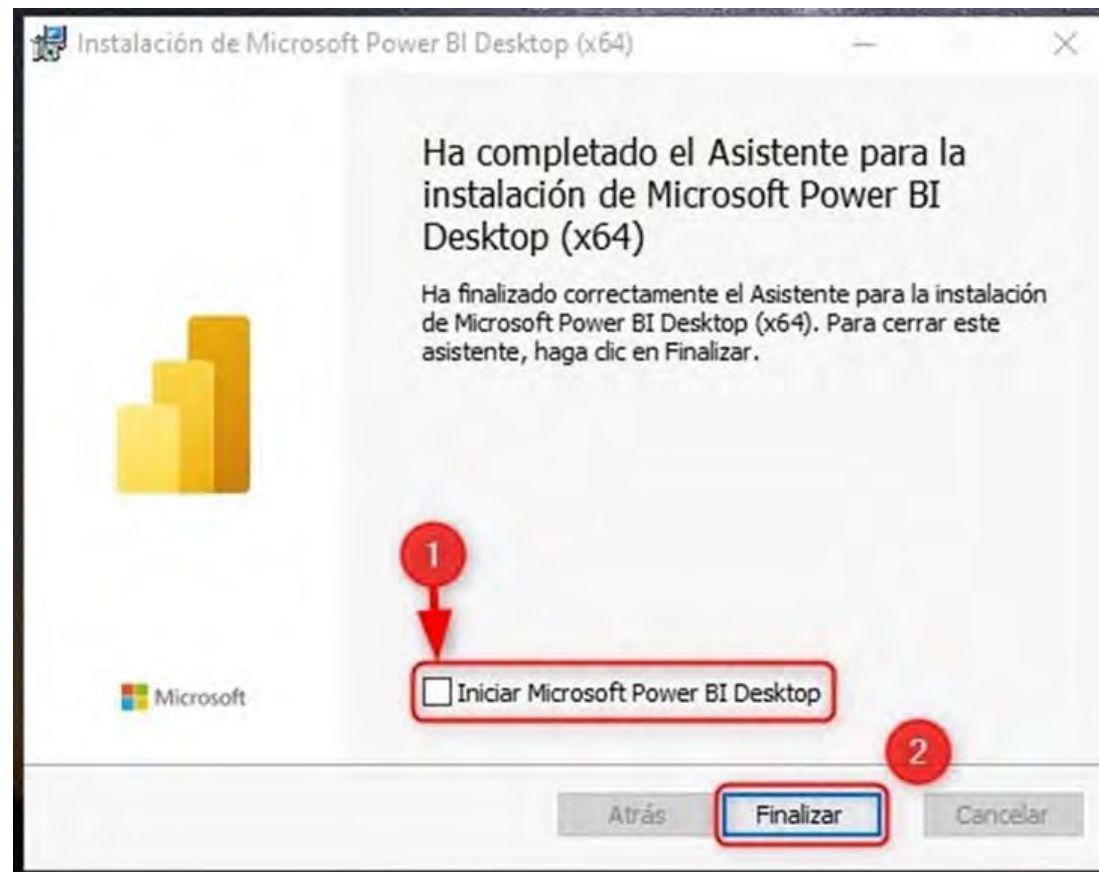 Instalación de Microsoft Power BI Desktop (x64)
Ha completado el Asistente para la
instalación de Microsoft Power BI
Desktop (x64)
Ha finalizado correctamente el Asistente para la instalación
de Microsoft Power BI Desktop (x64). Para cerrar este
asistente, haga clic en Finalizar.
1
Microsoft
Iniciar Microsoft Power BI Desktop
2
Atrás
Finalizar
Cancelar